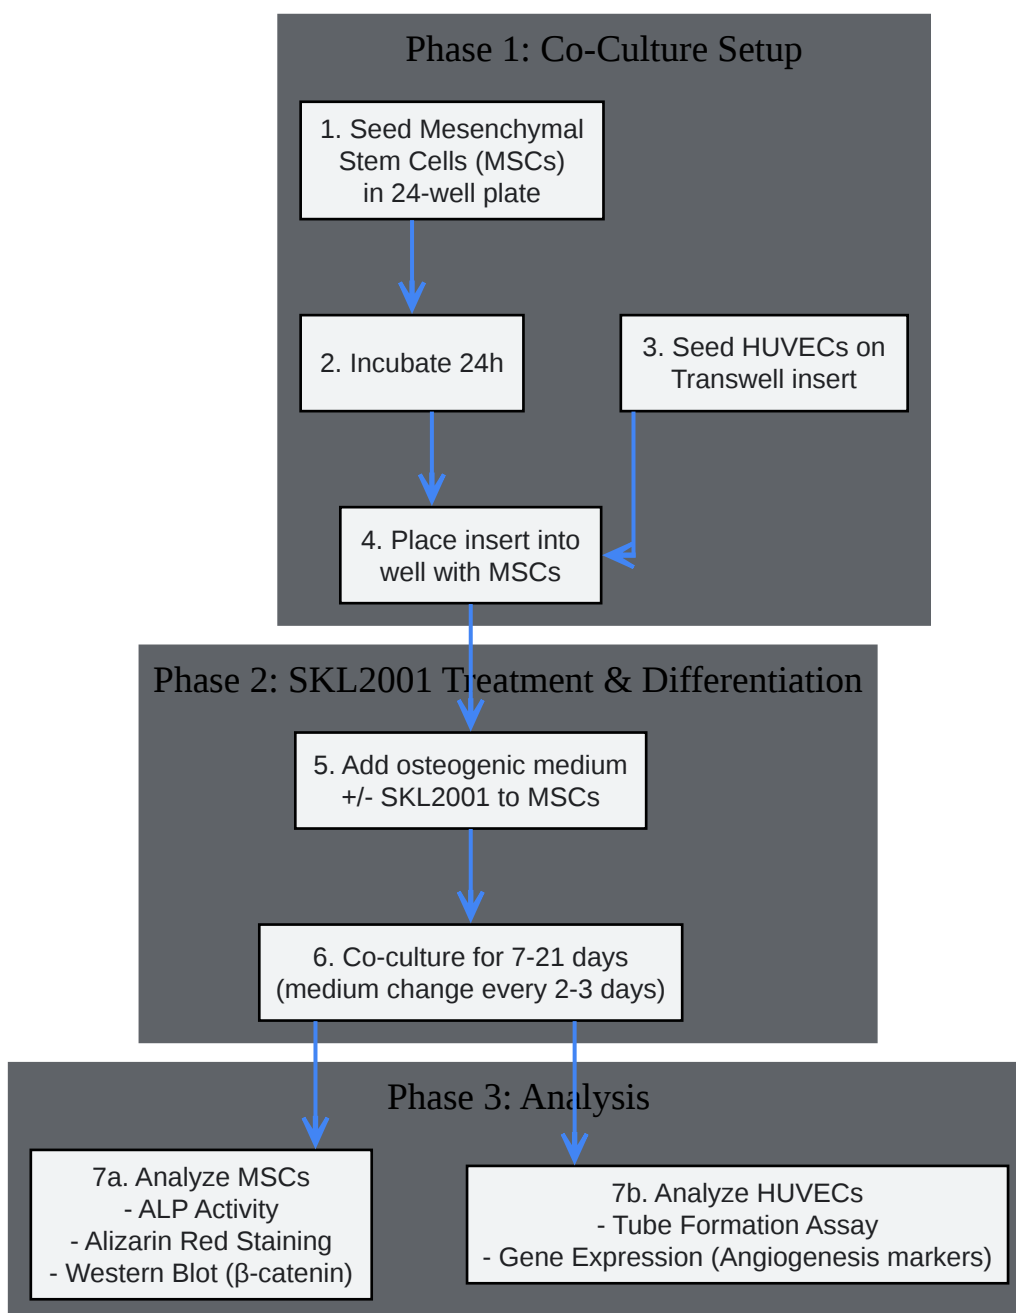 Phase 1: Co-Culture Setup
1. Seed Mesenchymal
Stem Cells (MSCs)
in 24-well plate
2. Incubate 24h
3. Seed HUVECs on
Transwell insert
4. Place insert into
well with MSCs
Phase 2: SKL2001 Treatment & Differentiation
5. Add osteogenic medium
+/- SKL2001 to MSCs
6. Co-culture for 7-21 days
(medium change every 2-3 days)
Phase 3: Analysis
7a. Analyze MSCs
- ALP Activity
- Alizarin Red Staining
- Western Blot (β-catenin)
7b. Analyze HUVECs
- Tube Formation Assay
- Gene Expression (Angiogenesis markers)